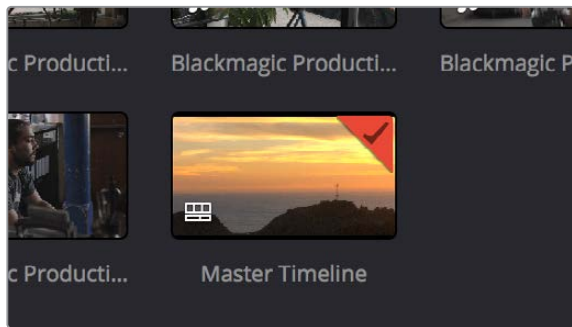 c Producti...
Blackmagic Producti...
Blackmagic P
c Producti...
Master Timeline